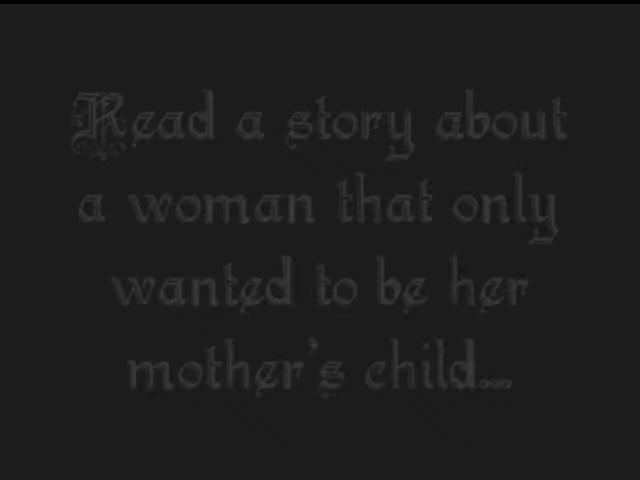 Read a story about
a woman that only
wanted to be her
mother's child...